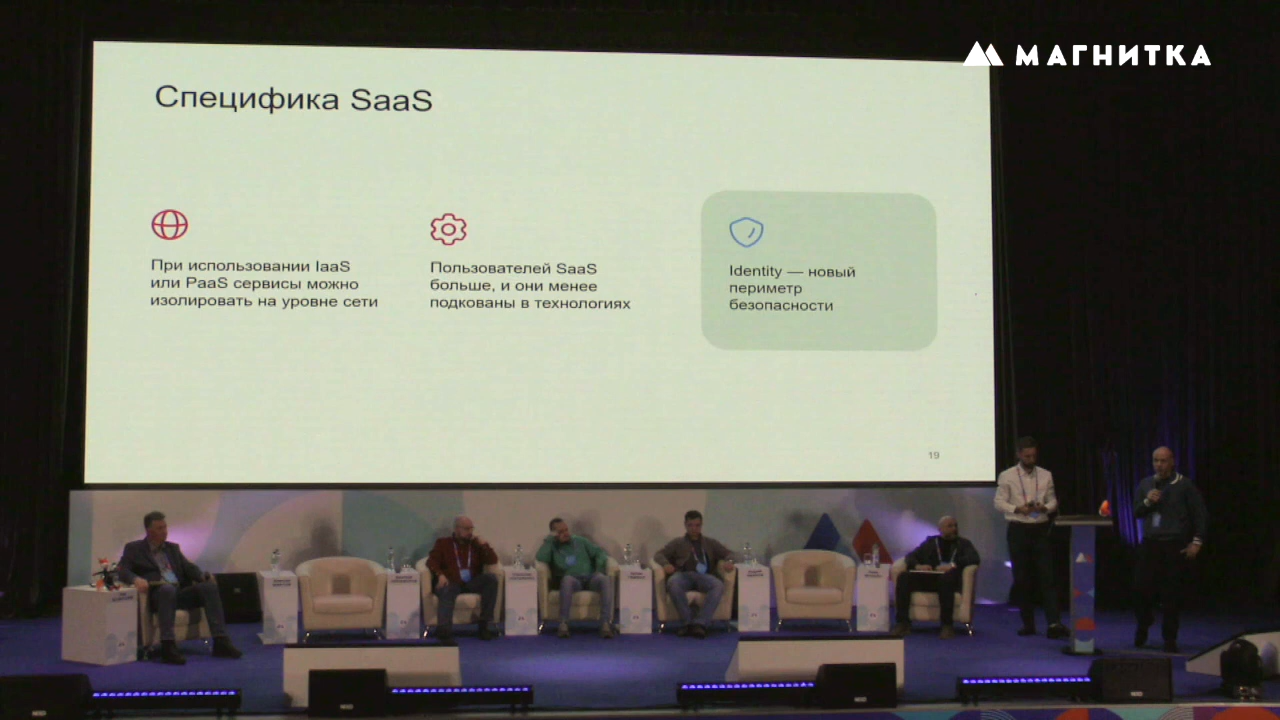 МАГНИТКА
Специфика SaaS
При использовании IaaS
или PaaS сервисы можно
изолировать на уровне сети
Пользователей SaaS
больше, и они менее
подкованы в технологиях
Identity — новый
периметр
безопасности
19